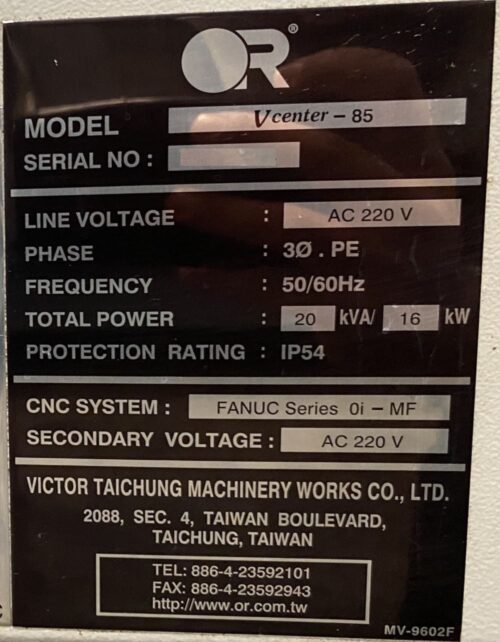 OR®
MODEL Vcenter – 85
SERIAL NO :
LINE VOLTAGE : AC 220 V
PHASE : 3Ø . PE
FREQUENCY : 50/60Hz
TOTAL POWER : 20 kVA/ 16 kW
PROTECTION RATING : IP54
CNC SYSTEM : FANUC Series 0i – MF
SECONDARY VOLTAGE : AC 220 V
VICTOR TAICHUNG MACHINERY WORKS CO., LTD.
2088, SEC. 4, TAIWAN BOULEVARD,
TAICHUNG, TAIWAN
TEL: 886-4-23592101
FAX: 886-4-23592943
http://www.or.com.tw
MV-9602F